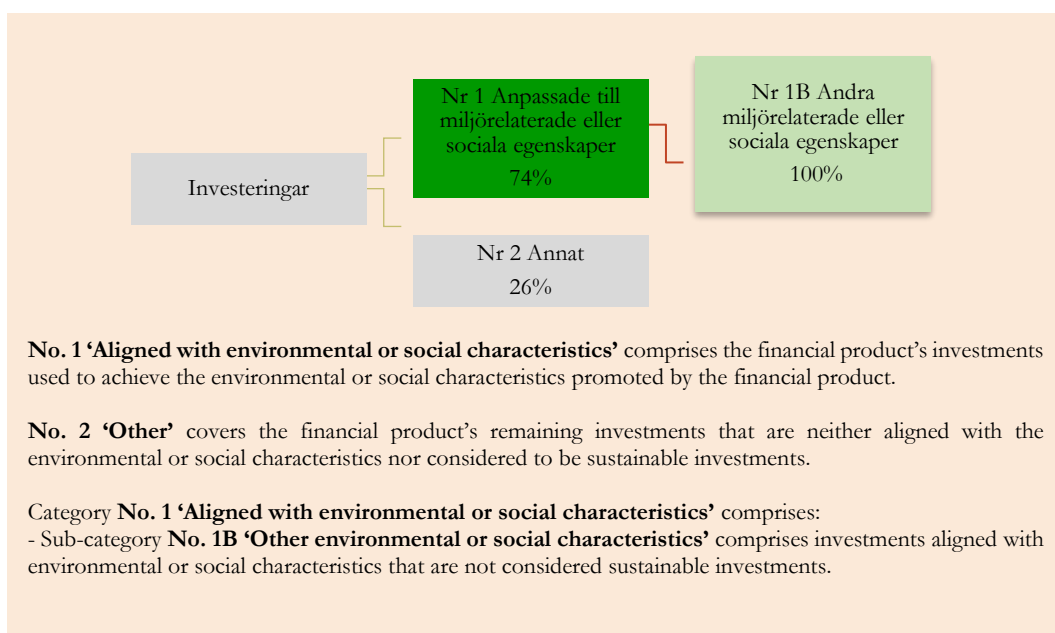 Investeringar
Nr 1 Anpassade till
miljörelaterade eller
sociala egenskaper
74%
Nr 1B Andra
miljörelaterade eller
sociala egenskaper
100%
Nr 2 Annat
26%
No. 1 ‘Aligned with environmental or social characteristics’ comprises the financial product’s investments
used to achieve the environmental or social characteristics promoted by the financial product.
No. 2 ‘Other’ covers the financial product’s remaining investments that are neither aligned with the
environmental or social characteristics nor considered to be sustainable investments.
Category No. 1 ‘Aligned with environmental or social characteristics’ comprises:
- Sub-category No. 1B ‘Other environmental or social characteristics’ comprises investments aligned with
environmental or social characteristics that are not considered sustainable investments.